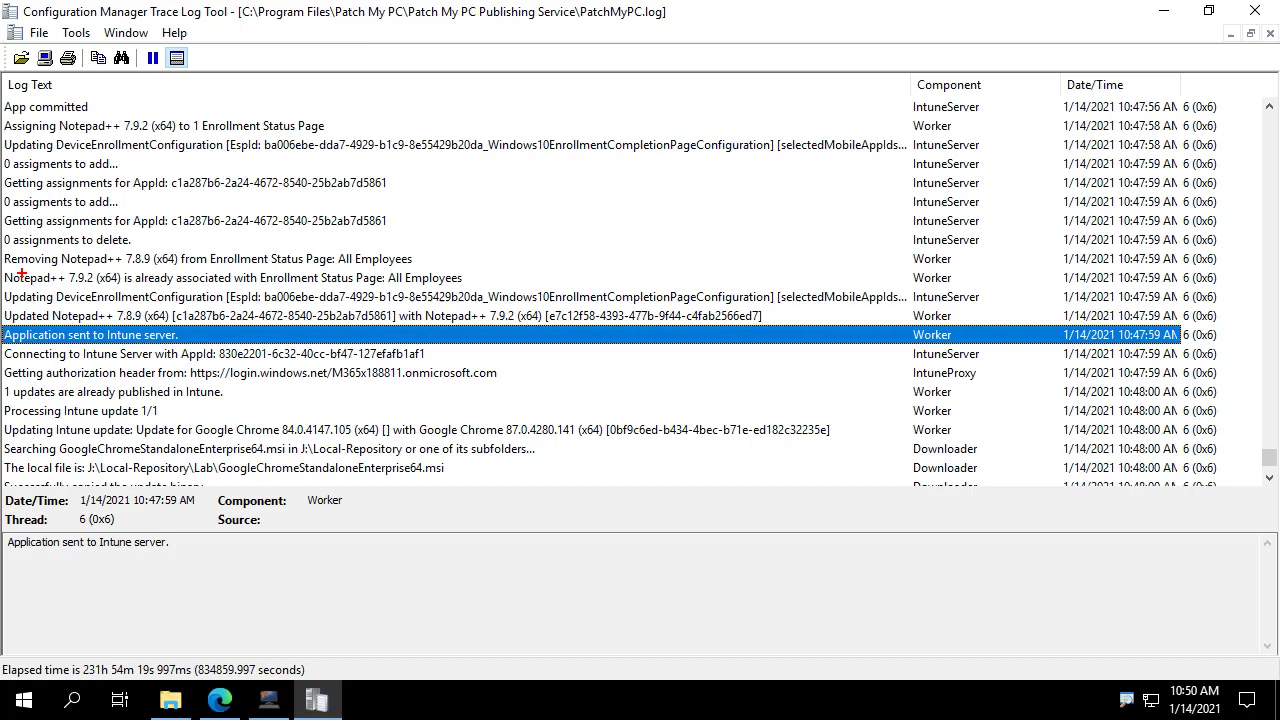 Configuration Manager Trace Log Tool - [C:\Program Files\Patch My PC\Patch My PC Publishing Service\PatchMyPC.log]
File Tools Window Help
Log Text Component Date/Time
App committed IntuneServer 1/14/2021 10:47:56 AM 6 (0x6)
Assigning Notepad++ 7.9.2 (x64) to 1 Enrollment Status Page Worker 1/14/2021 10:47:58 AM 6 (0x6)
Updating DeviceEnrollmentConfiguration [EspId: ba006ebe-dda7-4929-b1c9-8e55429b20da_Windows10EnrollmentCompletionPageConfiguration] [selectedMobileAppIds... IntuneServer 1/14/2021 10:47:58 AM 6 (0x6)
0 assigments to add... IntuneServer 1/14/2021 10:47:59 AM 6 (0x6)
Getting assignments for AppId: c1a287b6-2a24-4672-8540-25b2ab7d5861 IntuneServer 1/14/2021 10:47:59 AM 6 (0x6)
0 assigments to add... IntuneServer 1/14/2021 10:47:59 AM 6 (0x6)
Getting assignments for AppId: c1a287b6-2a24-4672-8540-25b2ab7d5861 IntuneServer 1/14/2021 10:47:59 AM 6 (0x6)
0 assignments to delete. IntuneServer 1/14/2021 10:47:59 AM 6 (0x6)
Removing Notepad++ 7.8.9 (x64) from Enrollment Status Page: All Employees Worker 1/14/2021 10:47:59 AM 6 (0x6)
Notepad++ 7.9.2 (x64) is already associated with Enrollment Status Page: All Employees Worker 1/14/2021 10:47:59 AM 6 (0x6)
Updating DeviceEnrollmentConfiguration [EspId: ba006ebe-dda7-4929-b1c9-8e55429b20da_Windows10EnrollmentCompletionPageConfiguration] [selectedMobileAppIds... IntuneServer 1/14/2021 10:47:59 AM 6 (0x6)
Updated Notepad++ 7.8.9 (x64) [c1a287b6-2a24-4672-8540-25b2ab7d5861] with Notepad++ 7.9.2 (x64) [e7c12f58-4393-477b-9f44-c4fab2566ed7] Worker 1/14/2021 10:47:59 AM 6 (0x6)
Application sent to Intune server. Worker 1/14/2021 10:47:59 AM 6 (0x6)
Connecting to Intune Server with AppId: 830e2201-6c32-40cc-bf47-127efafb1af1 IntuneServer 1/14/2021 10:47:59 AM 6 (0x6)
Getting authorization header from: https://login.windows.net/M365x188811.onmicrosoft.com IntuneProxy 1/14/2021 10:47:59 AM 6 (0x6)
1 updates are already published in Intune. Worker 1/14/2021 10:48:00 AM 6 (0x6)
Processing Intune update 1/1 Worker 1/14/2021 10:48:00 AM 6 (0x6)
Updating Intune update: Update for Google Chrome 84.0.4147.105 (x64) [] with Google Chrome 87.0.4280.141 (x64) [0bf9c6ed-b434-4bec-b71e-ed182c32235e] Worker 1/14/2021 10:48:00 AM 6 (0x6)
Searching GoogleChromeStandaloneEnterprise64.msi in J:\Local-Repository or one of its subfolders... Downloader 1/14/2021 10:48:00 AM 6 (0x6)
The local file is: J:\Local-Repository\Lab\GoogleChromeStandaloneEnterprise64.msi Downloader 1/14/2021 10:48:00 AM 6 (0x6)
Successfully copied the update binary Downloader 1/14/2021 10:48:00 AM 6 (0x6)
Date/Time: 1/14/2021 10:47:59 AM Component: Worker
Thread: 6 (0x6) Source:
Application sent to Intune server.
Elapsed time is 231h 54m 19s 997ms (834859.997 seconds)
10:50 AM
1/14/2021